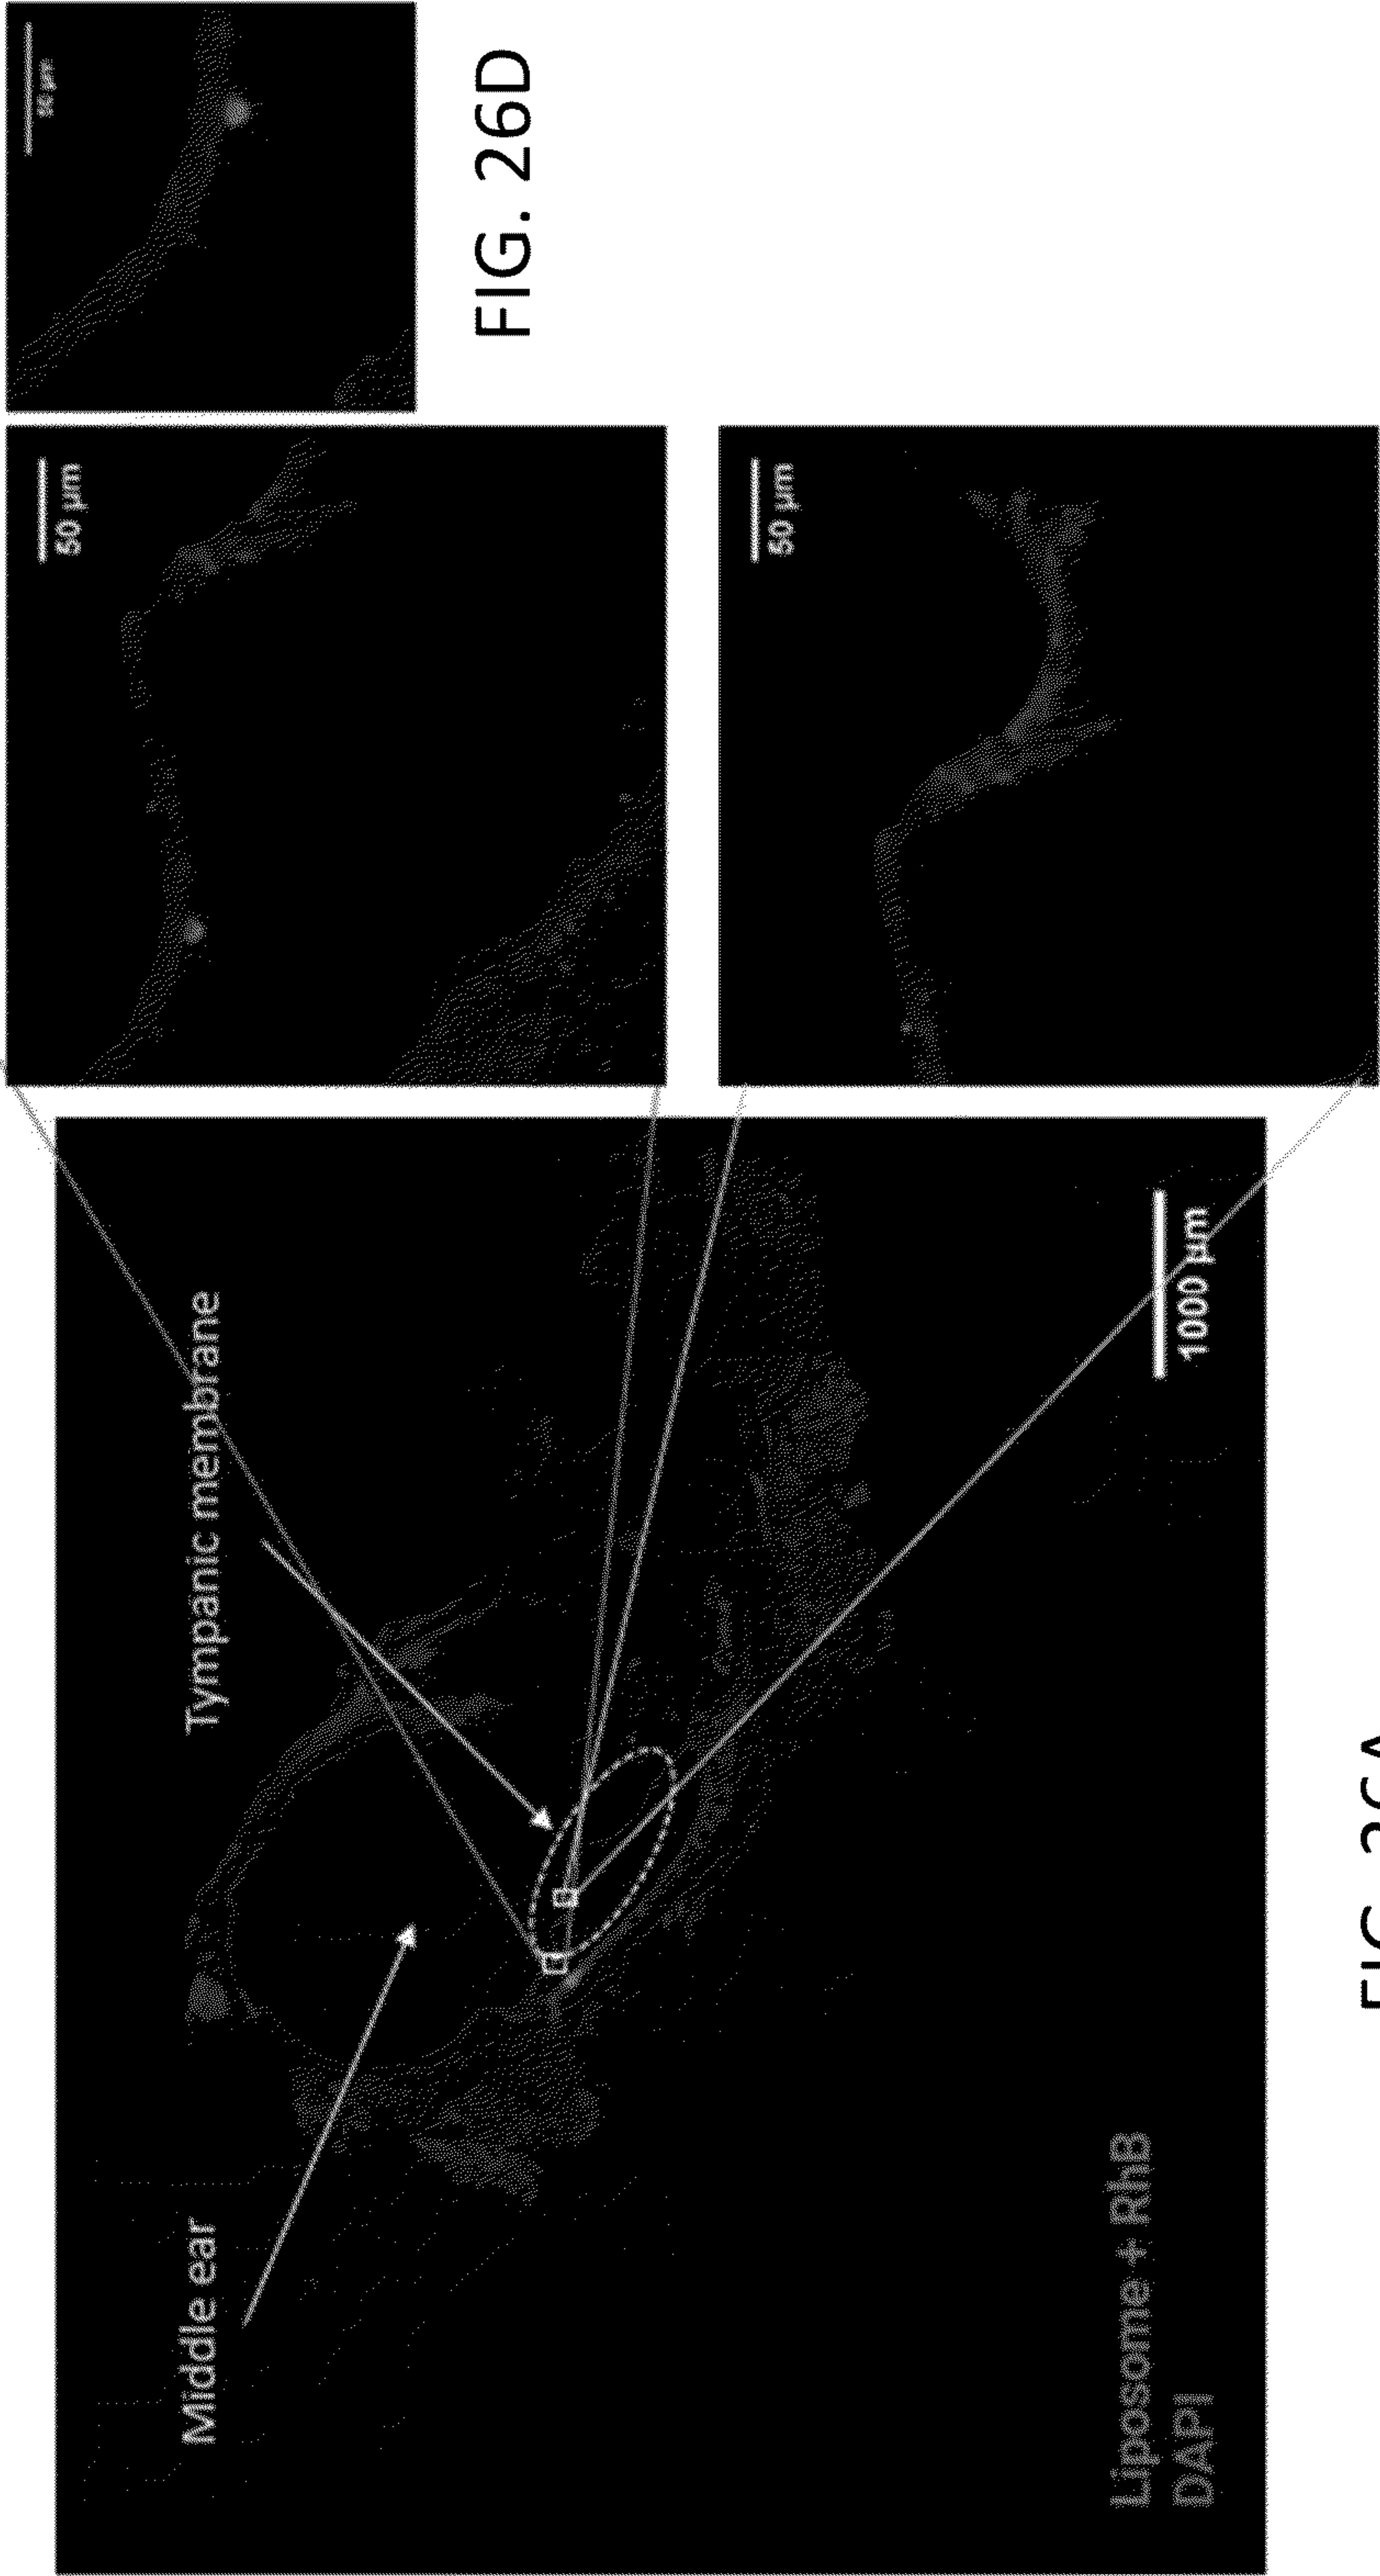 Middle ear
Tympanic membrane
Liposome + RhB
DAPI
1000 µm
50 µm
50 µm
50 µm
FIG. 26D